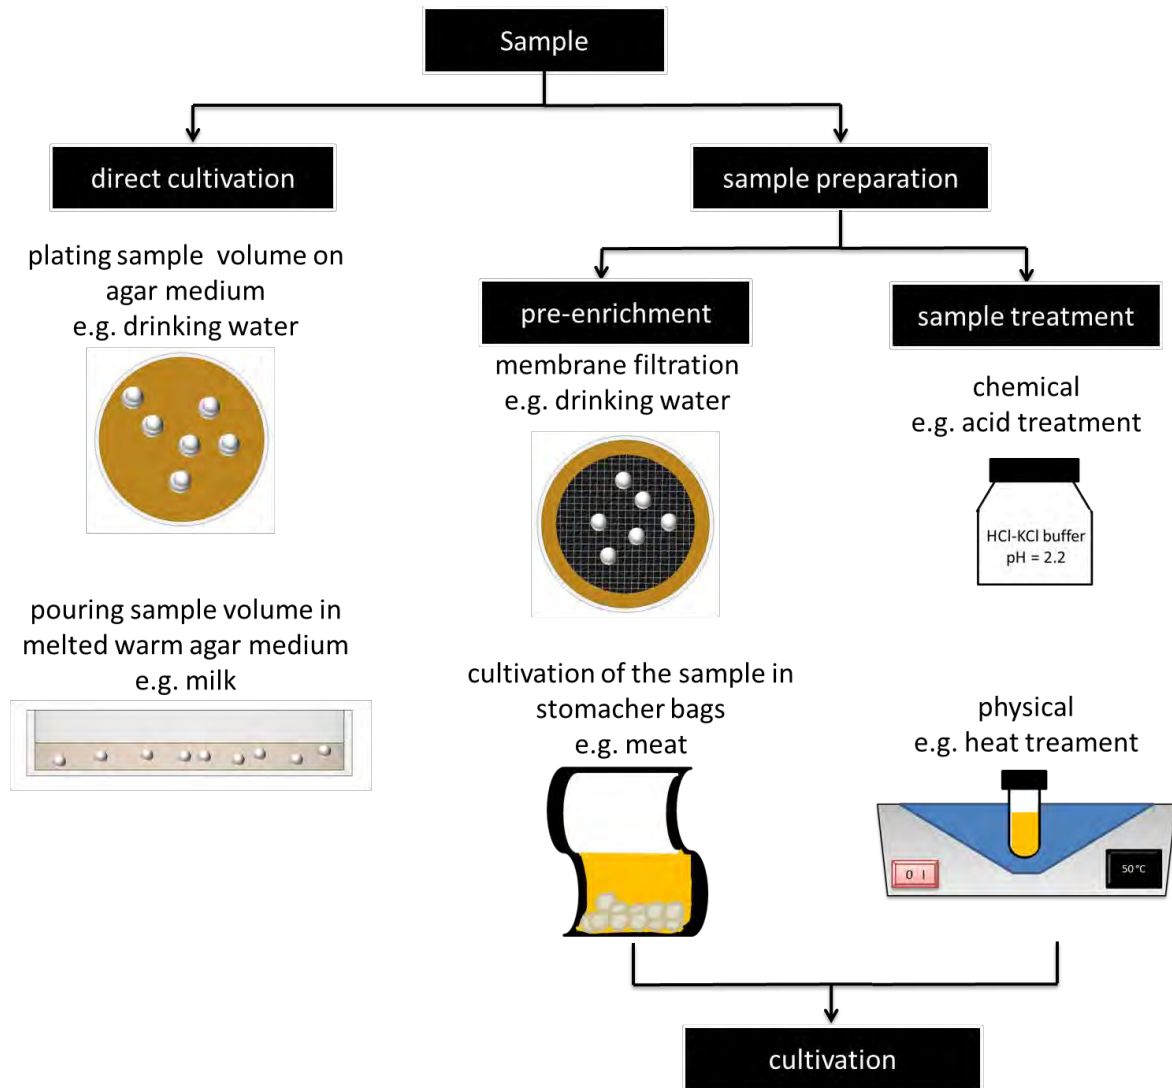 Sample
direct cultivation
sample preparation
plating sample volume on
agar medium
e.g. drinking water
pre-enrichment
sample treatment
membrane filtration
e.g. drinking water
chemical
e.g. acid treatment
HCl-KCl buffer
pH = 2.2
pouring sample volume in
melted warm agar medium
e.g. milk
cultivation of the sample in
stomacher bags
e.g. meat
physical
e.g. heat treament
0 I
50 °C
cultivation